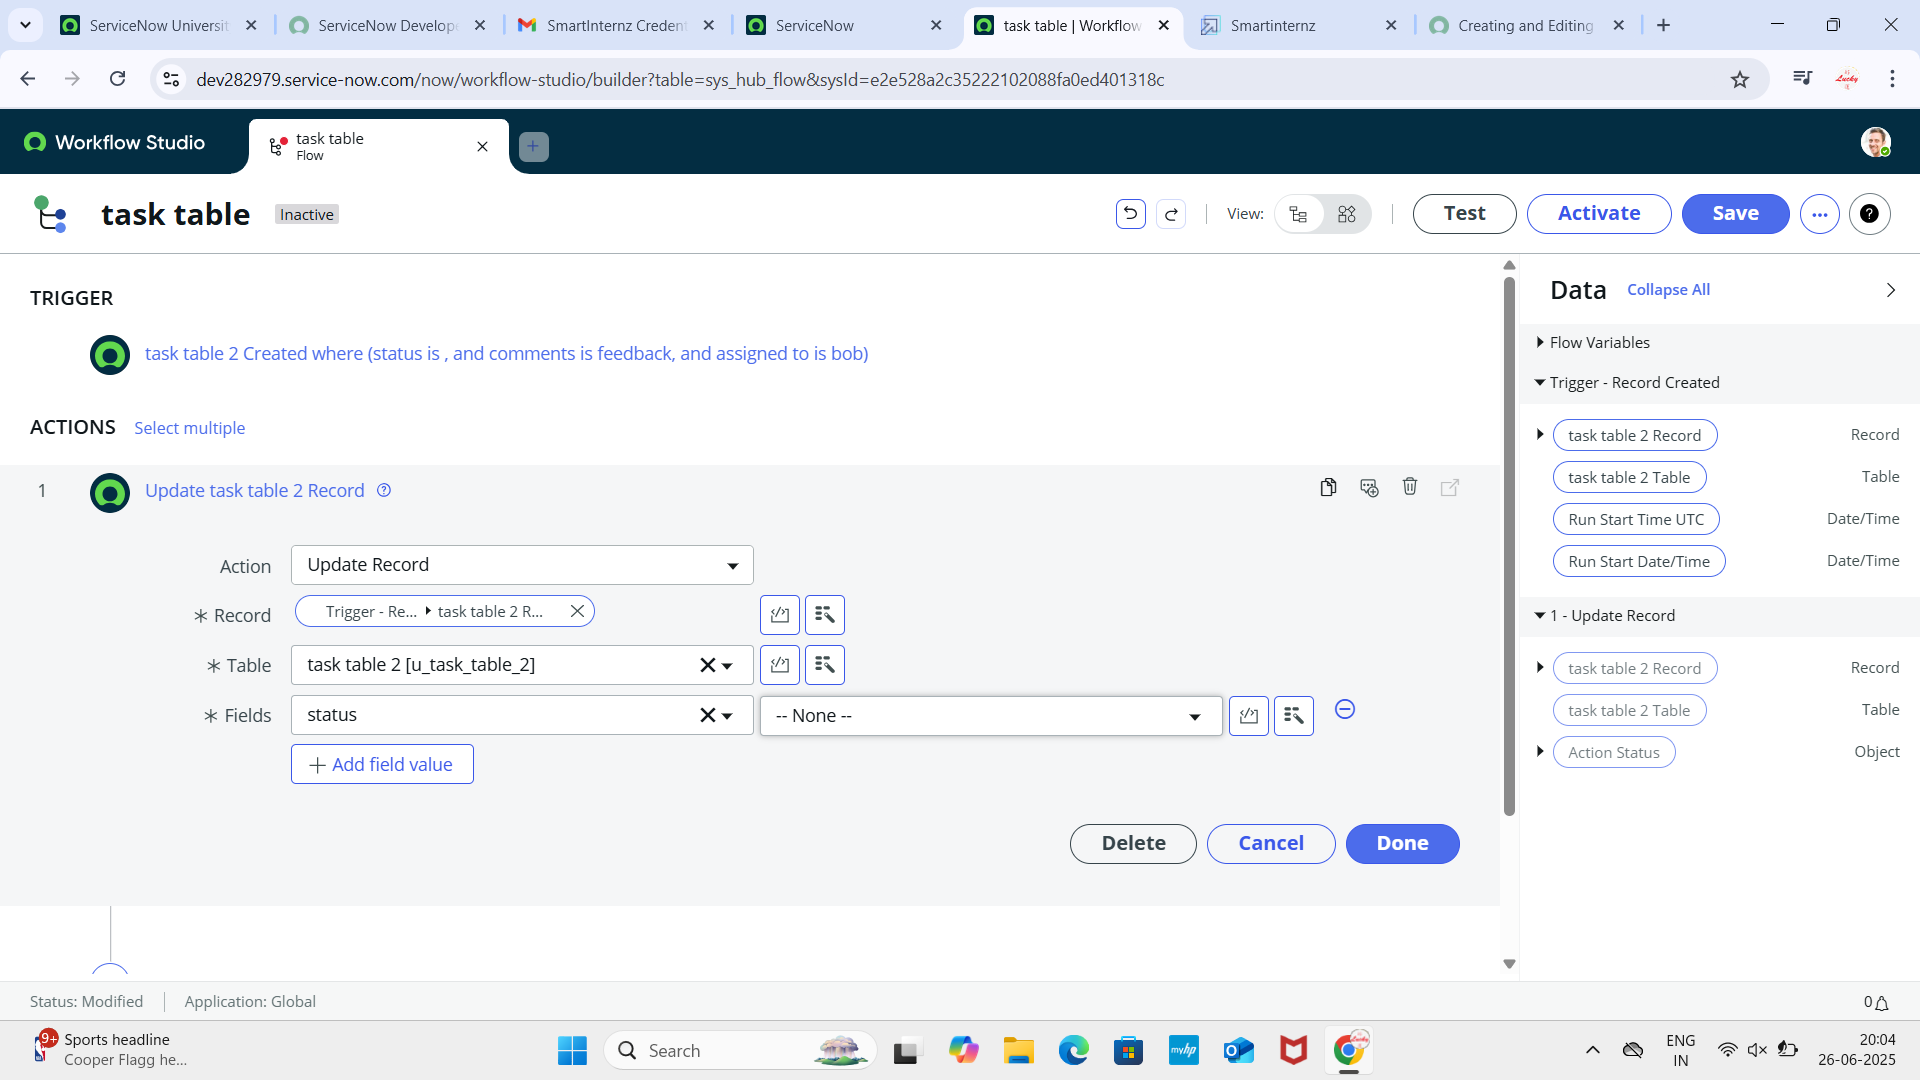 ServiceNow Universit
ServiceNow Develope
SmartInternz Credent
ServiceNow
task table | Workflow
Smartinternz
Creating and Editing
dev282979.service-now.com/now/workflow-studio/builder?table=sys_hub_flow&sysId=e2e528a2c35222102088fa0ed401318c
Lucky
Workflow Studio
task table
Flow
task table
Inactive
View:
Test
Activate
Save
TRIGGER
task table 2 Created where (status is , and comments is feedback, and assigned to is bob)
ACTIONS
Select multiple
1
Update task table 2 Record
Action
Update Record
* Record
Trigger - Re...
task table 2 R...
* Table
task table 2 [u_task_table_2]
* Fields
status
-- None --
+ Add field value
Delete
Cancel
Done
Data
Collapse All
Flow Variables
Trigger - Record Created
task table 2 Record
Record
task table 2 Table
Table
Run Start Time UTC
Date/Time
Run Start Date/Time
Date/Time
1 - Update Record
task table 2 Record
Record
task table 2 Table
Table
Action Status
Object
Status: Modified
Application: Global
0
9+
Sports headline
Cooper Flagg he...
Search
myhp
ENG
IN
20:04
26-06-2025